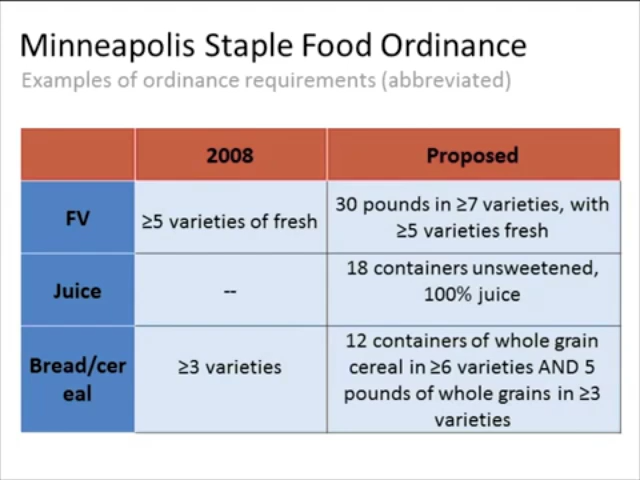 Minneapolis Staple Food Ordinance
Examples of ordinance requirements (abbreviated)
2008
Proposed
FV
≥5 varieties of fresh
30 pounds in ≥7 varieties, with
≥5 varieties fresh
Juice
--
18 containers unsweetened,
100% juice
Bread/cer
eal
≥3 varieties
12 containers of whole grain
cereal in ≥6 varieties AND 5
pounds of whole grains in ≥3
varieties